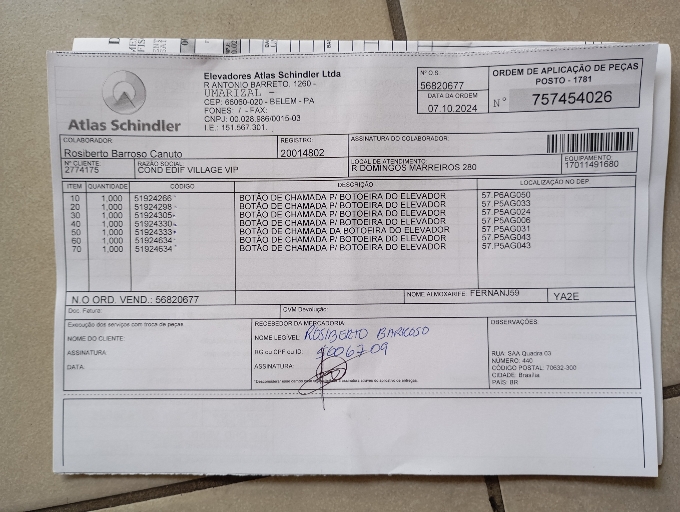 Atlas Schindler
Elevadores Atlas Schindler Ltda
R ANTONIO BARRETO, 1260 -
UMARIZAL -
CEP: 66050-020 - BELEM - PA
FONES: / - FAX:
CNPJ: 00.028.986/0015-03
I.E.: 151.567.301.
Nº O.S.
56820677
DATA DA ORDEM
07.10.2024
ORDEM DE APLICAÇÃO DE PEÇAS
POSTO - 1781
Nº 757454026
COLABORADOR: REGISTRO: ASSINATURA DO COLABORADOR:
Rosiberto Barroso Canuto 20014802
Nº CLIENTE: RAZÃO SOCIAL LOCAL DE ATENDIMENTO: EQUIPAMENTO:
2774175 COND EDIF VILLAGE VIP R DOMINGOS MARREIROS 280 17011491680
ITEM QUANTIDADE CÓDIGO DESCRIÇÃO LOCALIZAÇÃO NO DEP.
10 1,000 51924266 BOTÃO DE CHAMADA P/ BOTOEIRA DO ELEVADOR 57.P6AG050
20 1,000 51924298 BOTÃO DE CHAMADA P/ BOTOEIRA DO ELEVADOR 57.P5AG033
30 1,000 51924305 BOTÃO DE CHAMADA P/ BOTOEIRA DO ELEVADOR 57.P6AG024
40 1,000 51924330 BOTÃO DE CHAMADA P/ BOTOEIRA DO ELEVADOR 57.P5AG006
50 1,000 51924333 BOTÃO DE CHAMADA DA BOTOEIRA DO ELEVADOR 57.P5AG031
60 1,000 51924634 BOTÃO DE CHAMADA P/ BOTOEIRA DO ELEVADOR 57.P5AG043
70 1,000 51924634 BOTÃO DE CHAMADA P/ BOTOEIRA DO ELEVADOR 57.P5AG043
N.O ORD. VEND.: 56820677 NOME ALMOXARIFE: FERNANJ59 YA2E
Doc. Fatura: CVM Devolução:
Execução dos serviços com troca de peças
NOME DO CLIENTE:
ASSINATURA:
DATA:
RECEBEDOR DA MERCADORIA
NOME LEGIVEL: ROSIBERTO BARROSO
RG ou CPF ou ID:
ASSINATURA:
OBSERVAÇÕES:
RUA: SAA Quadra 03
NÚMERO: 440
CÓDIGO POSTAL: 70632-300
CIDADE: Brasília
PAÍS: BR